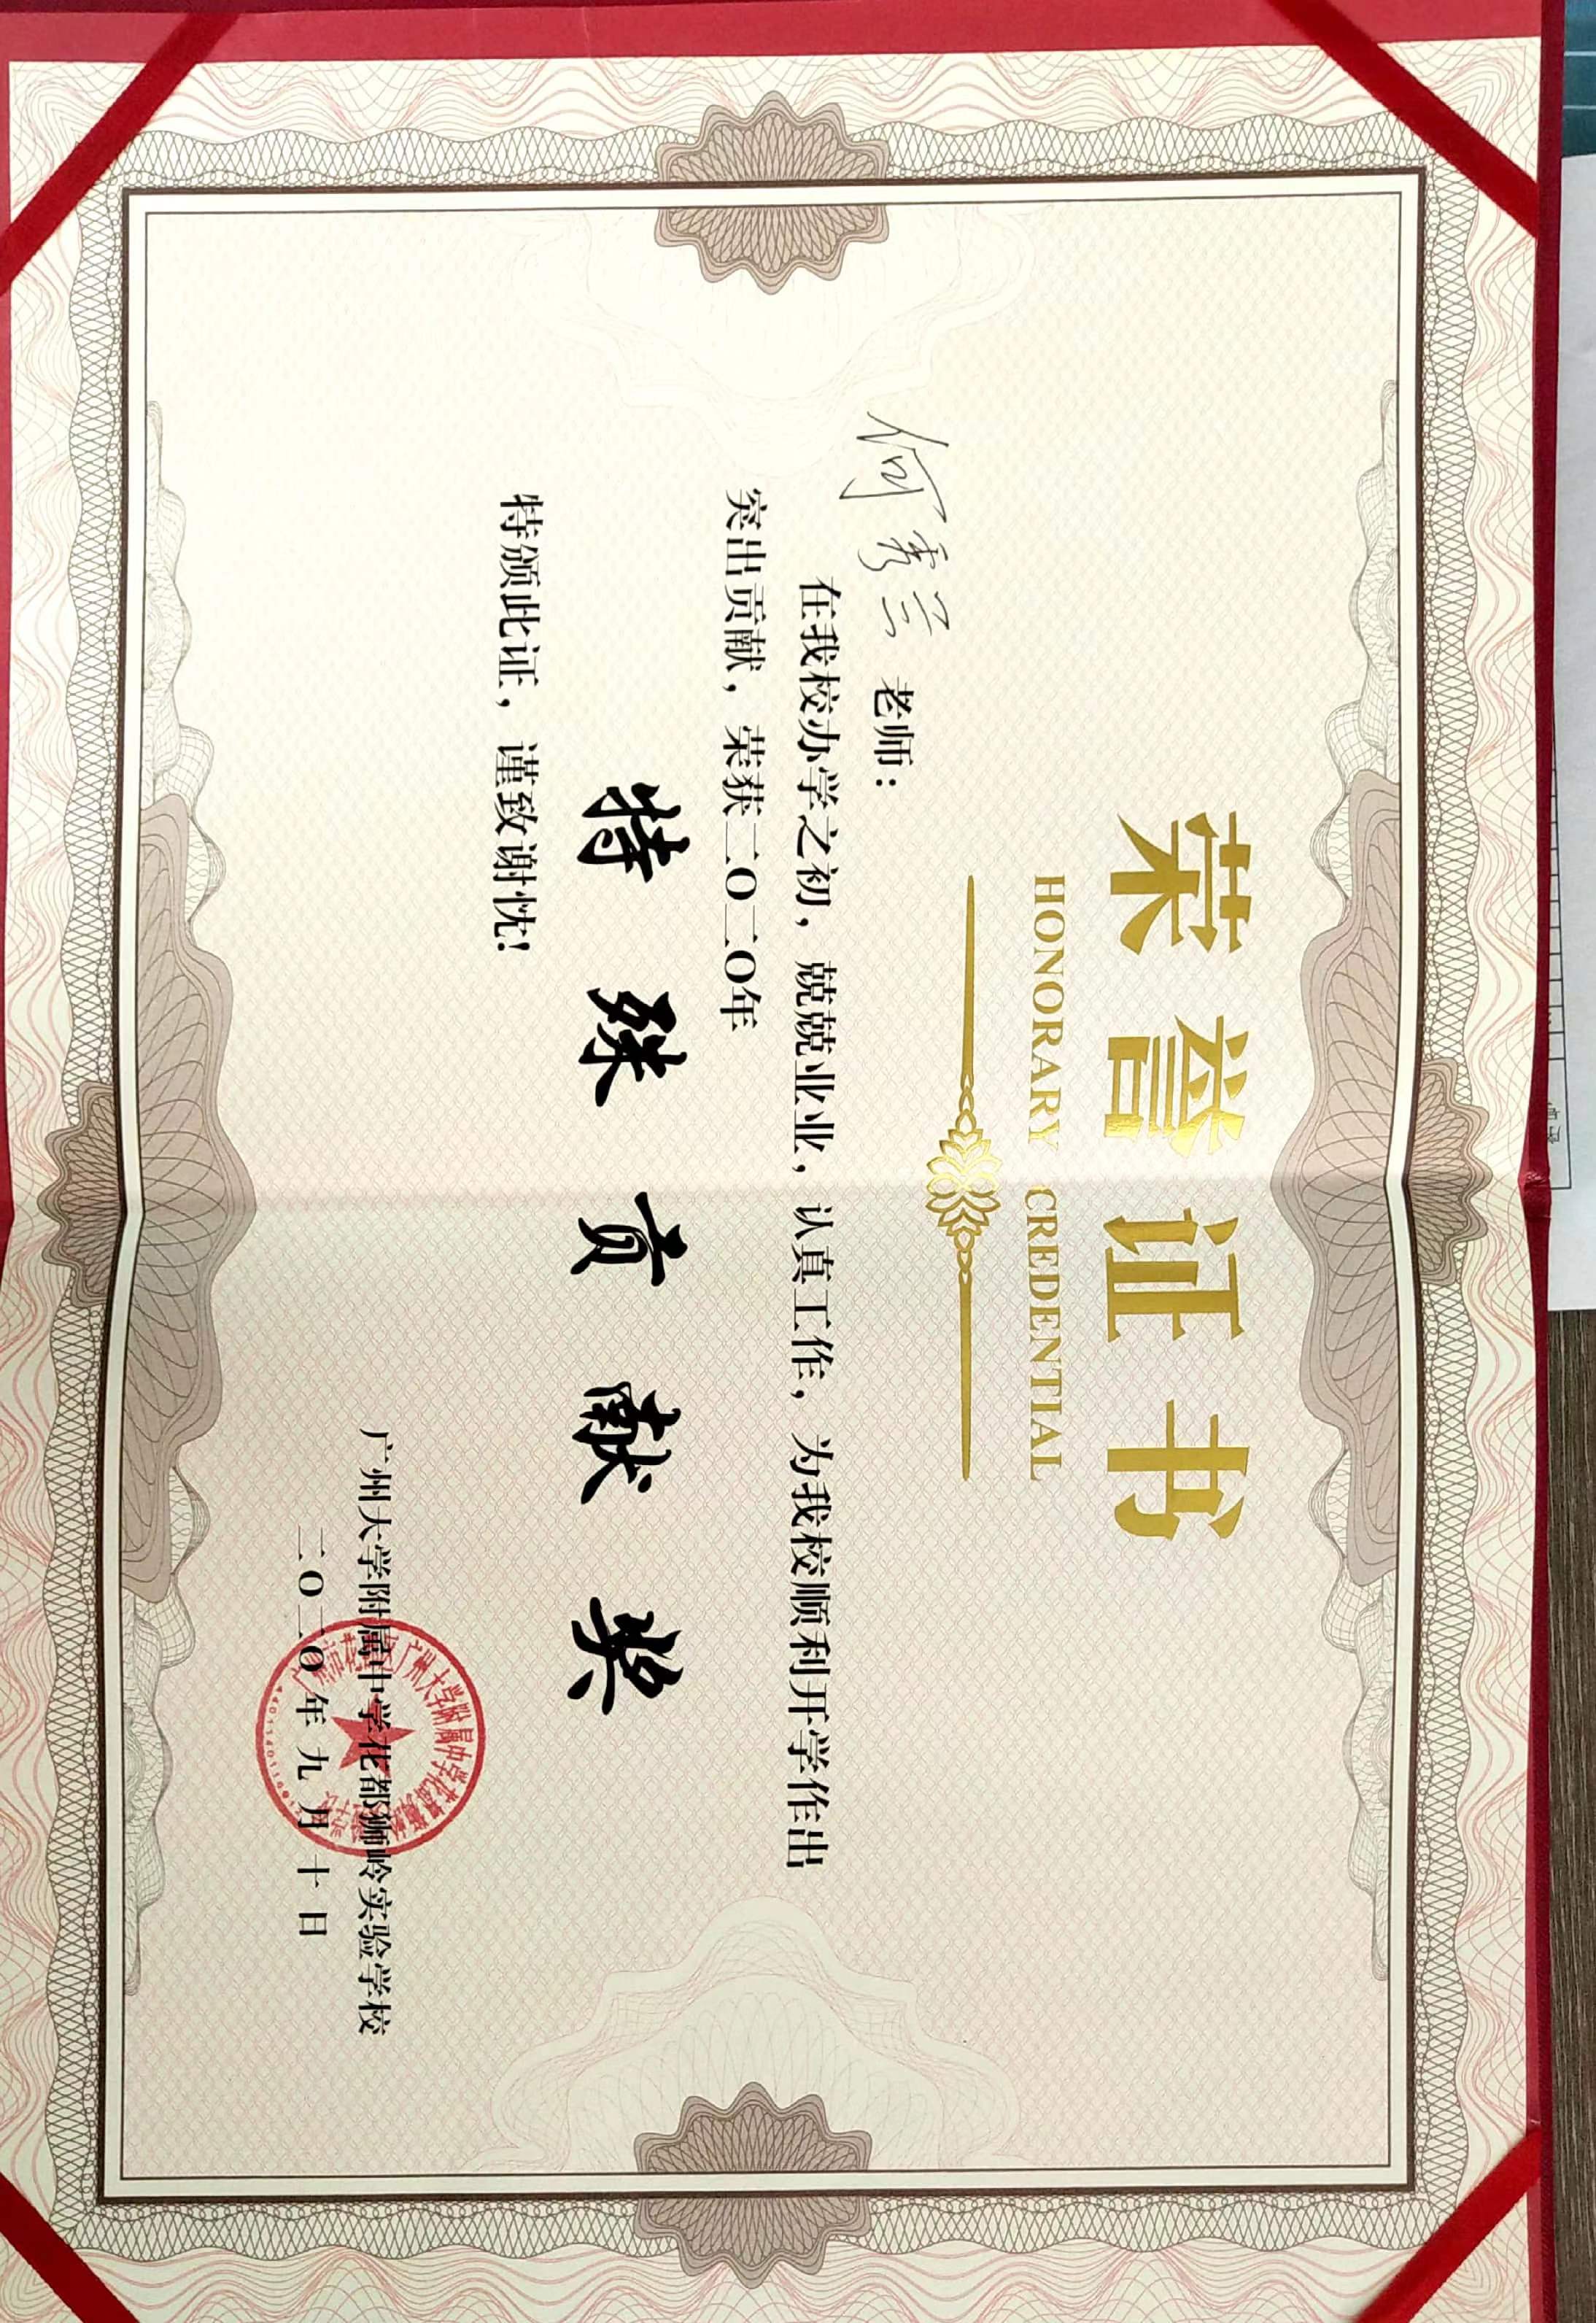 荣誉证书
HONORARY CREDENTIAL
何秀兰 老师：
在我校办学之初，兢兢业业，认真工作，为我校顺利开学作出
突出贡献，荣获二〇二〇年
特殊贡献奖
特颁此证，谨致谢忱！
广州大学附属中学花都狮岭实验学校
二〇二〇年九月十日